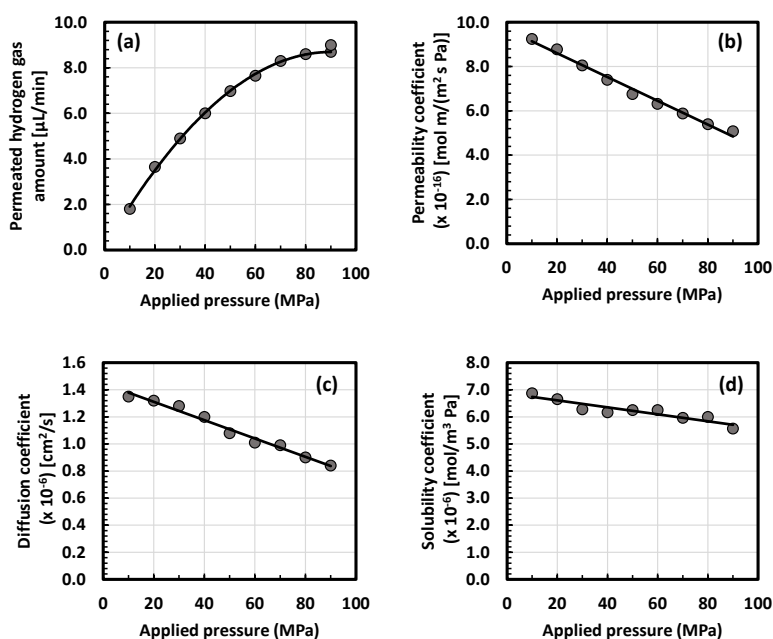 (a)
Permeated hydrogen gas
amount [µL/min]
10.0
8.0
6.0
4.0
2.0
0.0
0 20 40 60 80 100
Applied pressure (MPa)
(b)
Permeability coefficient
(x 10-16) [mol m/(m2 s Pa)]
10.0
8.0
6.0
4.0
2.0
0.0
0 20 40 60 80 100
Applied pressure (MPa)
(c)
Diffusion coefficient
(x 10-6) [cm2/s]
1.6
1.4
1.2
1.0
0.8
0.6
0.4
0.2
0.0
0 20 40 60 80 100
Applied pressure (MPa)
(d)
Solubility coefficient
(x 10-6) [mol/m3 Pa]
8.0
7.0
6.0
5.0
4.0
3.0
2.0
1.0
0.0
0 20 40 60 80 100
Applied pressure (MPa)